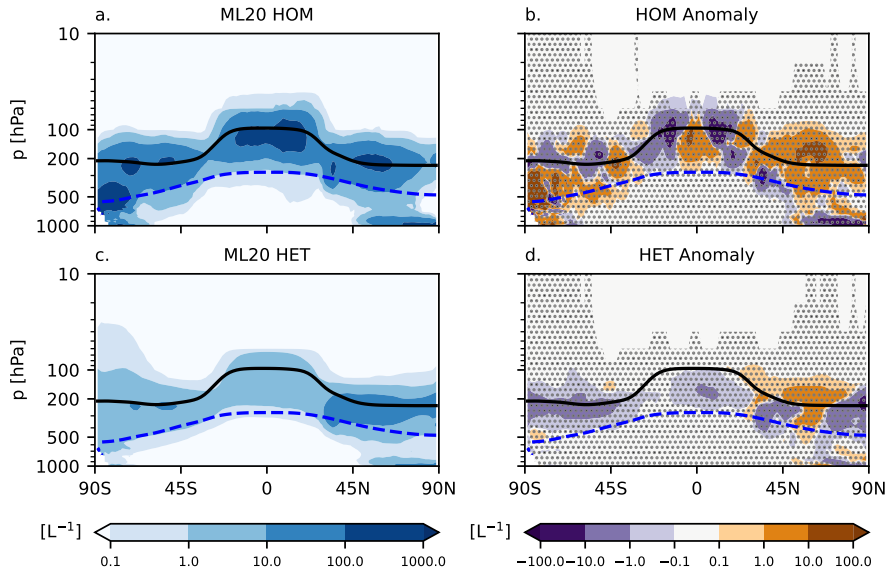 a. ML20 HOM
b. HOM Anomaly
10
100
200
500
1000
p [hPa]
c. ML20 HET
d. HET Anomaly
10
100
200
500
1000
p [hPa]
90S 45S 0 45N 90N
90S 45S 0 45N 90N
[L⁻¹]
0.1 1.0 10.0 100.0 1000.0
[L⁻¹]
−100.0 −10.0 −1.0 −0.1 0.1 1.0 10.0 100.0